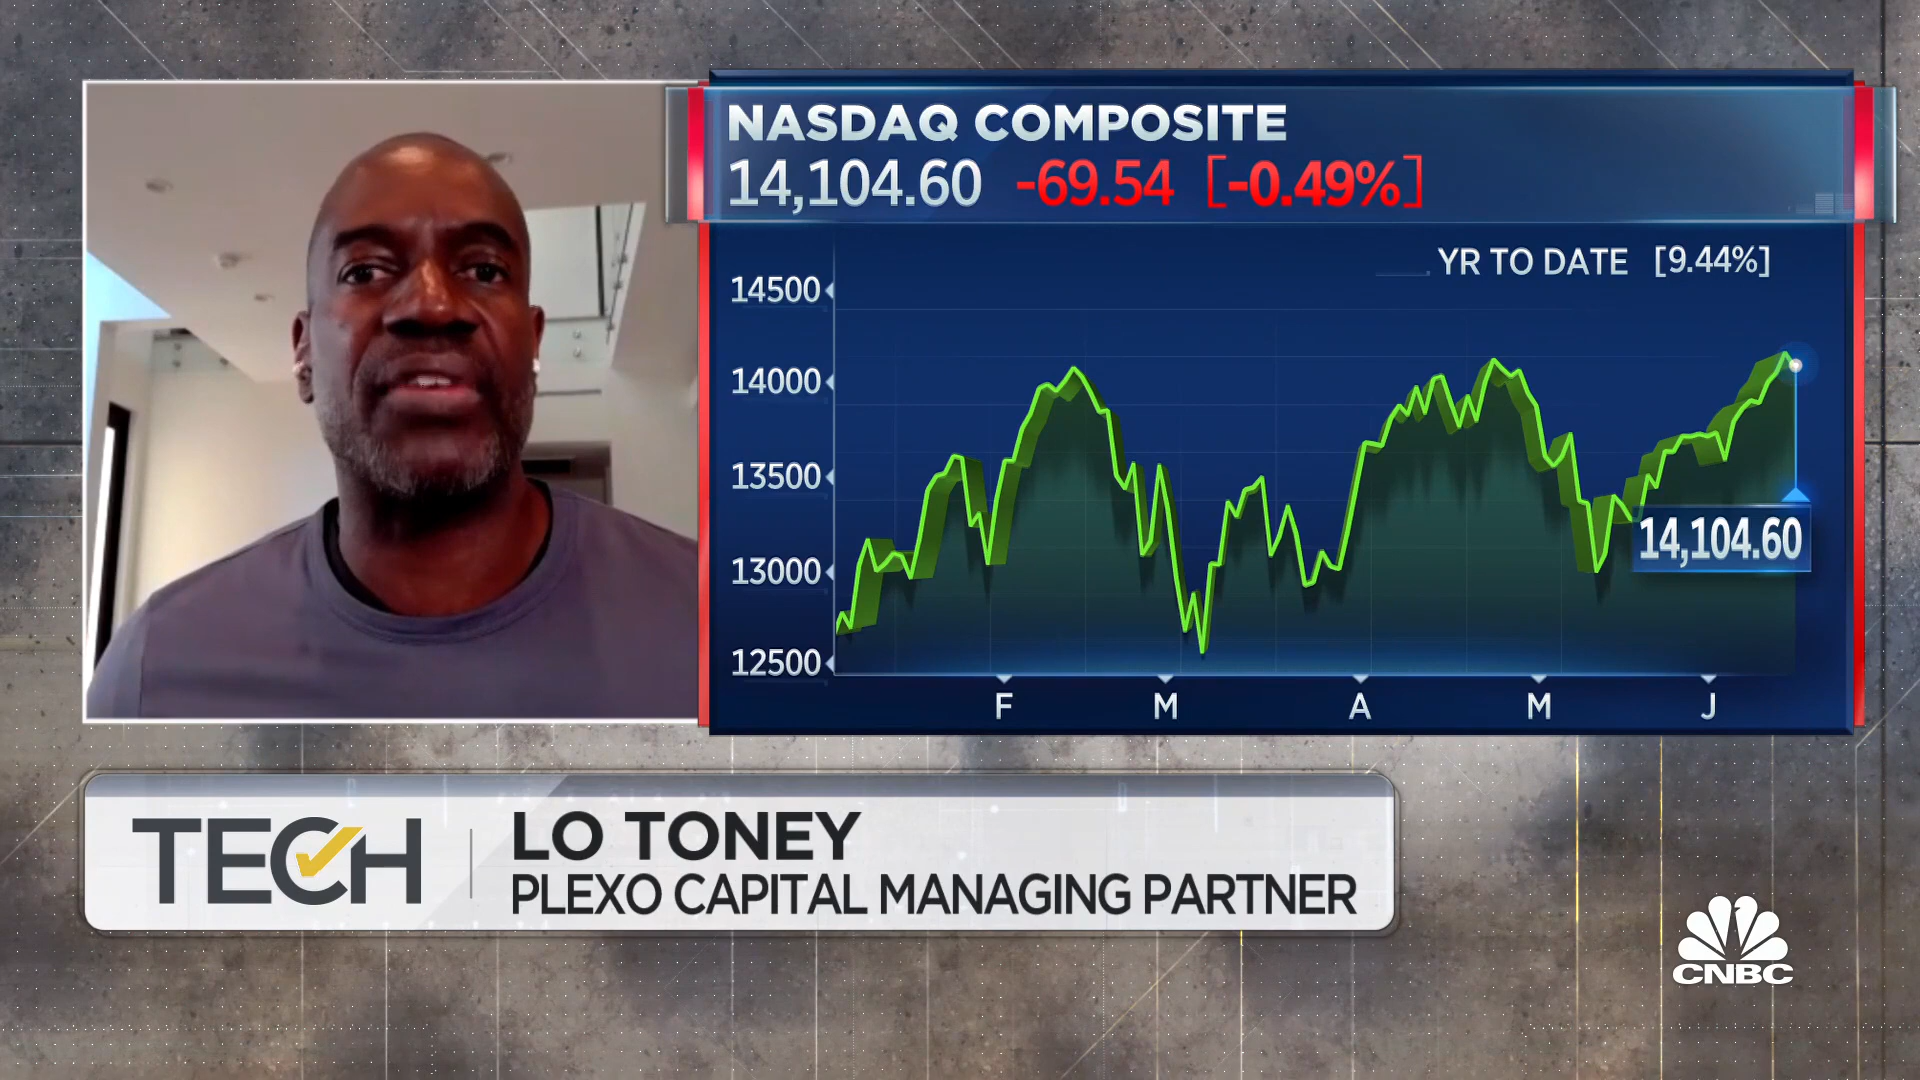 NASDAQ COMPOSITE
14,104.60 -69.54 [-0.49%]
YR TO DATE [9.44%]
14500
14000
13500
13000
12500
14,104.60
F M A M J
TECH
LO TONEY
PLEXO CAPITAL MANAGING PARTNER
CNBC